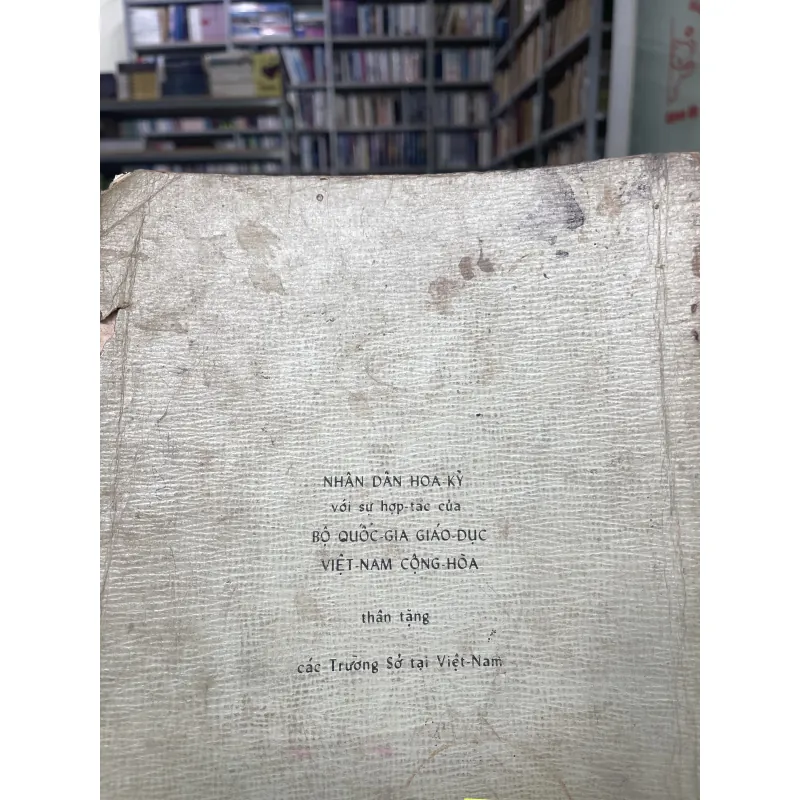 NHÂN DÂN HOA KỲ
với sự hợp-tác của
BỘ QUỐC-GIA GIÁO-DỤC
VIỆT-NAM CỘNG-HÒA
thân tặng
các Trường Sở tại Việt-Nam